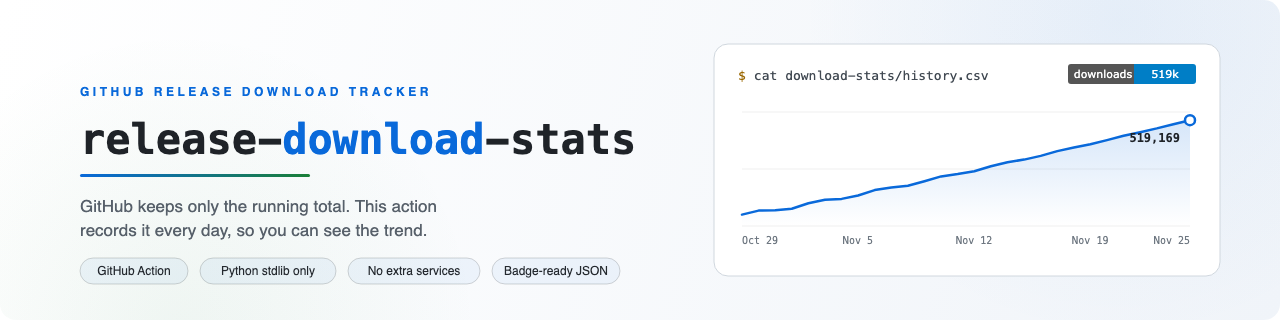 GITHUB RELEASE DOWNLOAD TRACKER
release-download-stats
GitHub keeps only the running total. This action
records it every day, so you can see the trend.
GitHub Action
Python stdlib only
No extra services
Badge-ready JSON
$ cat download-stats/history.csv
downloads 519k
519,169
Oct 29 Nov 5 Nov 12 Nov 19 Nov 25